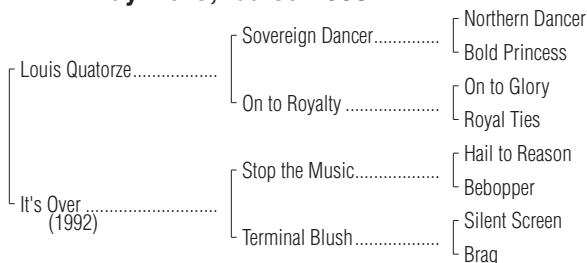 Northern Dancer
Sovereign Dancer..............
Bold Princess
Louis Quatorze..................
On to Glory
On to Royalty ....................
Royal Ties
Hail to Reason
Stop the Music..................
Bebopper
It's Over ............................
(1992)
Silent Screen
Terminal Blush..................
Brag